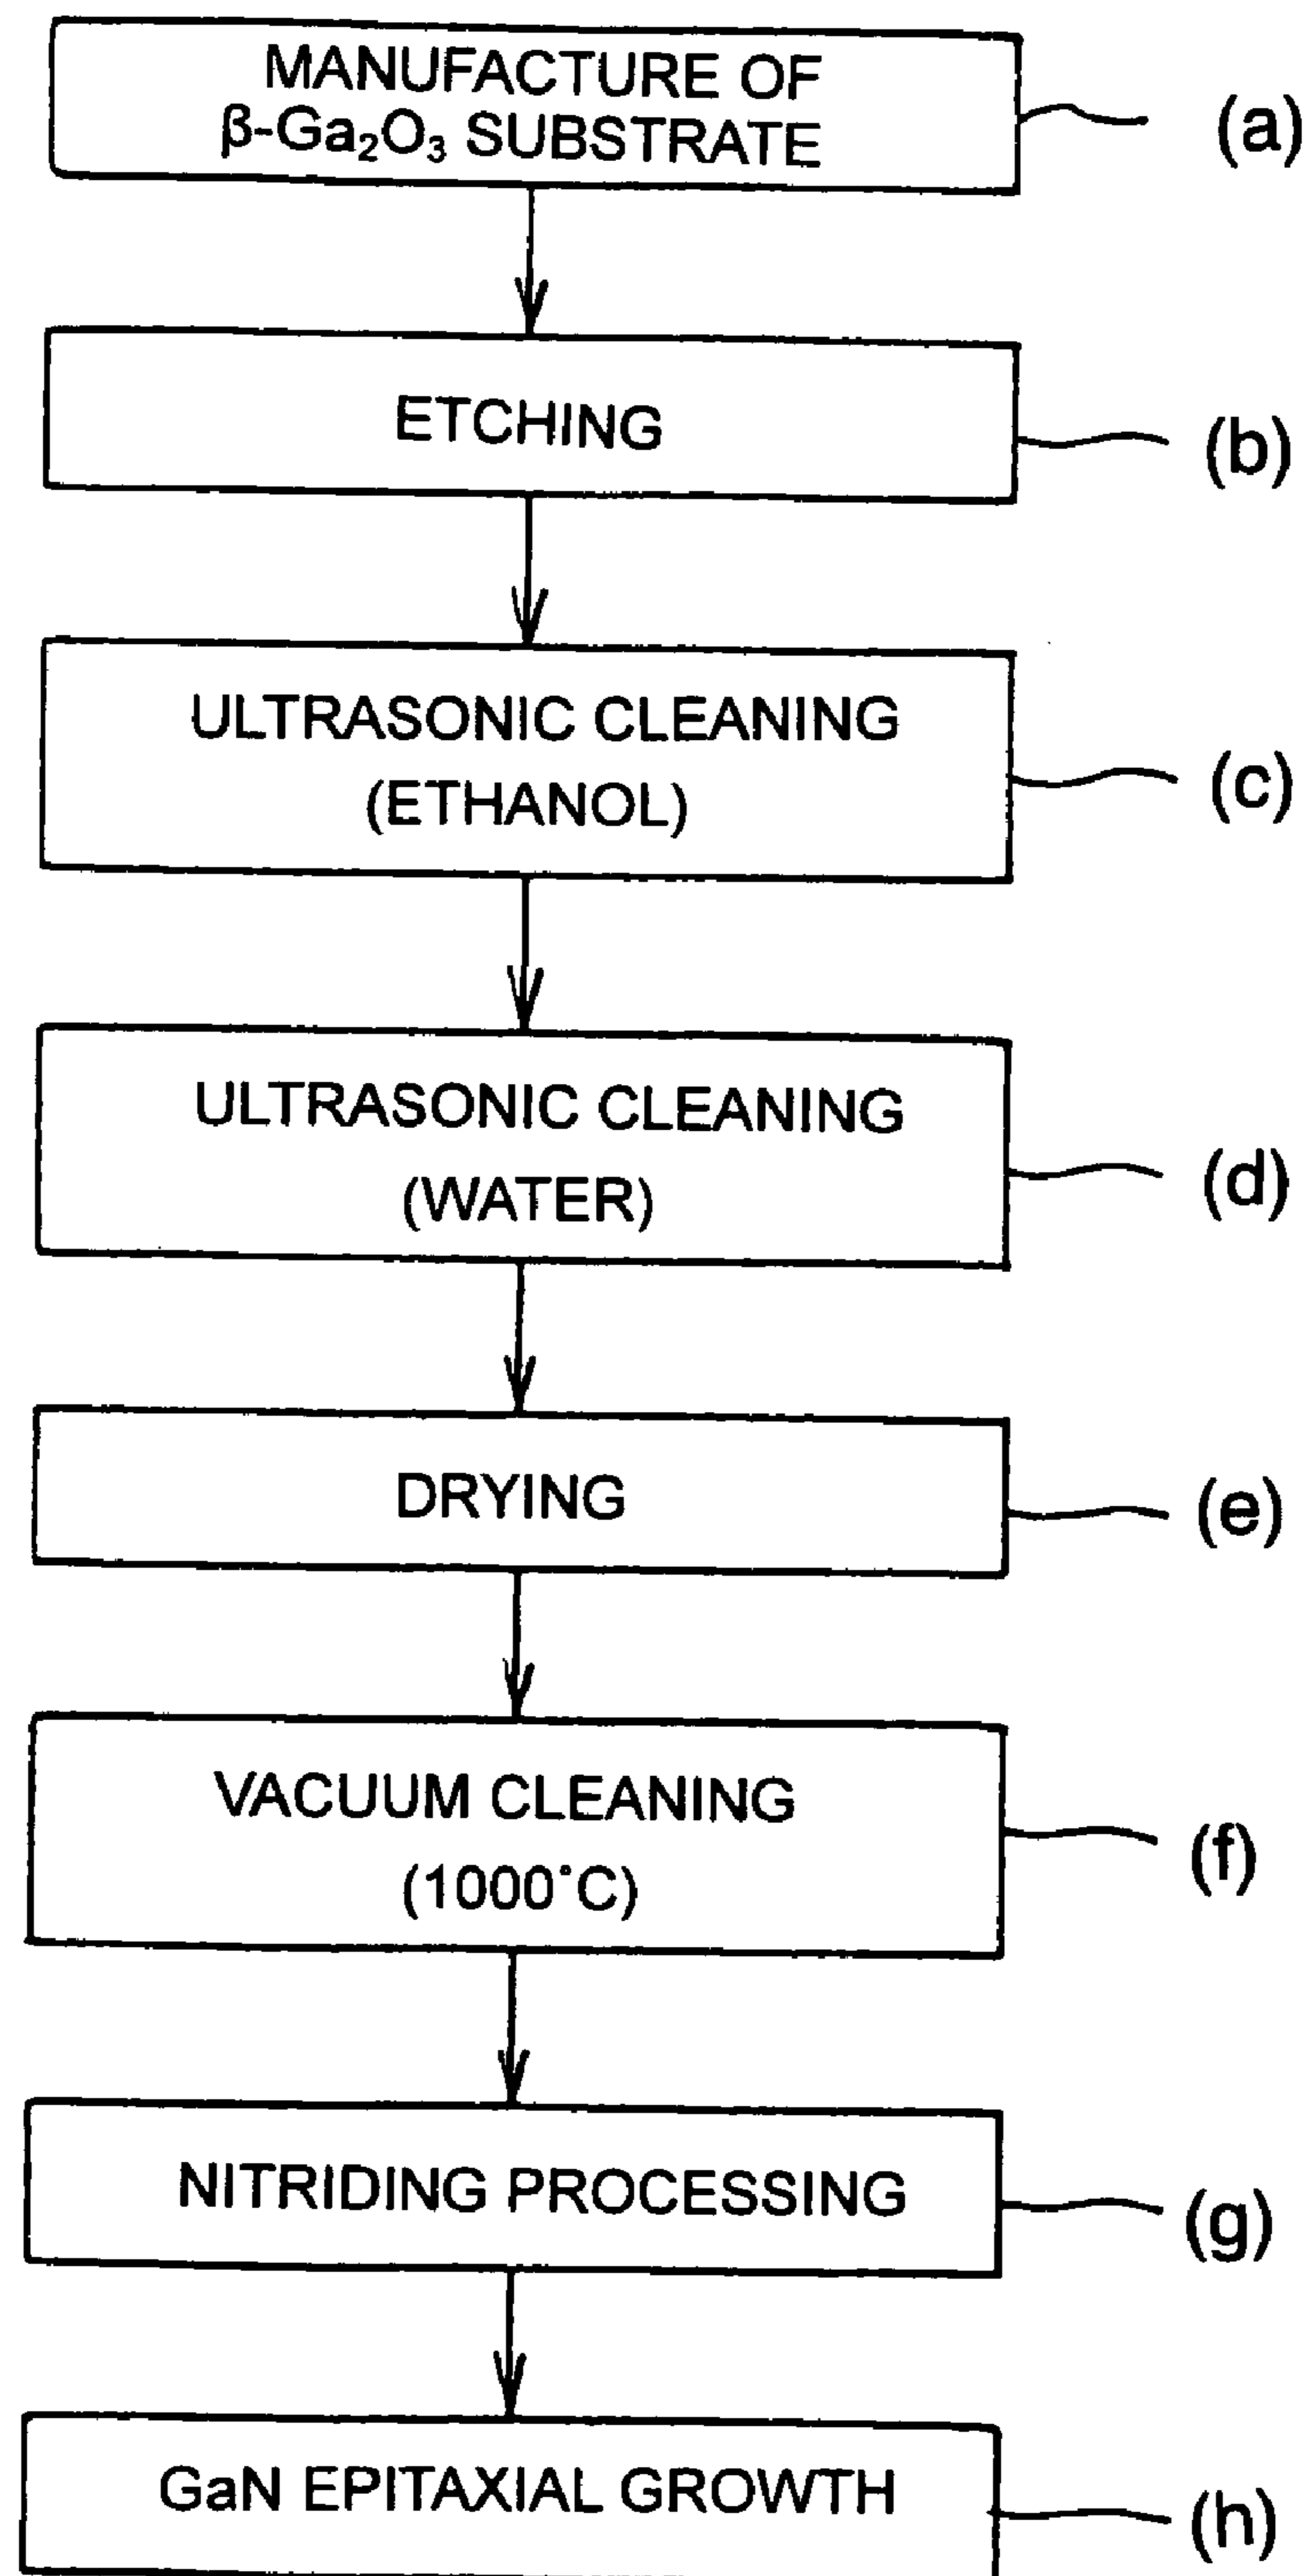 MANUFACTURE OF
β-Ga₂O₃ SUBSTRATE
(a)
ETCHING
(b)
ULTRASONIC CLEANING
(ETHANOL)
(c)
ULTRASONIC CLEANING
(WATER)
(d)
DRYING
(e)
VACUUM CLEANING
(1000°C)
(f)
NITRIDING PROCESSING
(g)
GaN EPITAXIAL GROWTH
(h)